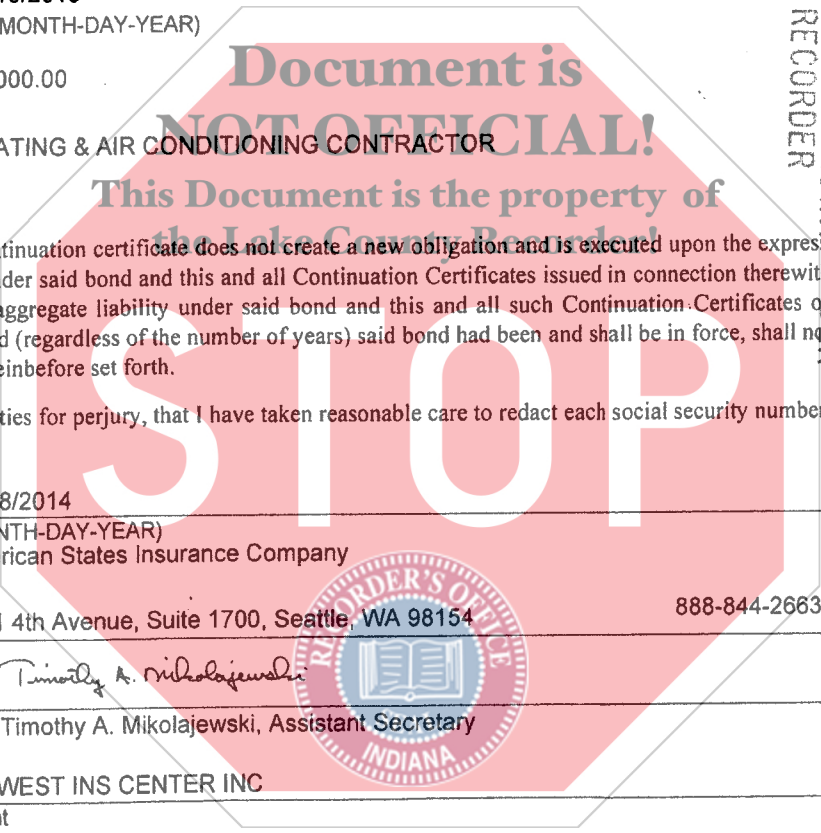 (MONTH-DAY-YEAR)
000.00
ATING & AIR CONDITIONING CONTRACTOR
Document is
NOT OFFICIAL!
This Document is the property of
the Lake County Recorder!
RECORDER
tinuation certificate does not create a new obligation and is executed upon the expres
der said bond and this and all Continuation Certificates issued in connection therewit
aggregate liability under said bond and this and all such Continuation Certificates o
d (regardless of the number of years) said bond had been and shall be in force, shall no
einbefore set forth.
ties for perjury, that I have taken reasonable care to redact each social security number
STOP
8/2014
NTH-DAY-YEAR)
rican States Insurance Company
4th Avenue, Suite 1700, Seattle, WA 98154 888-844-2663
Timothy A. Mikolajewski
Timothy A. Mikolajewski, Assistant Secretary
RECORDER'S OFFICE
INDIANA
WEST INS CENTER INC
t